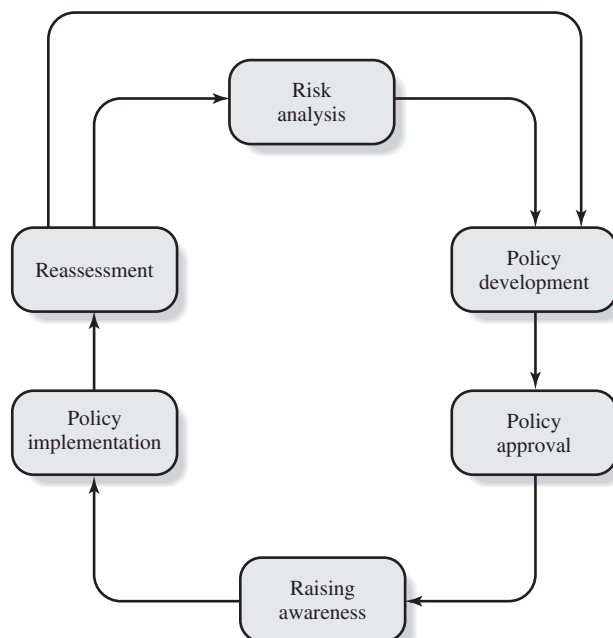 Risk
analysis
Policy
development
Policy
approval
Raising
awareness
Policy
implementation
Reassessment